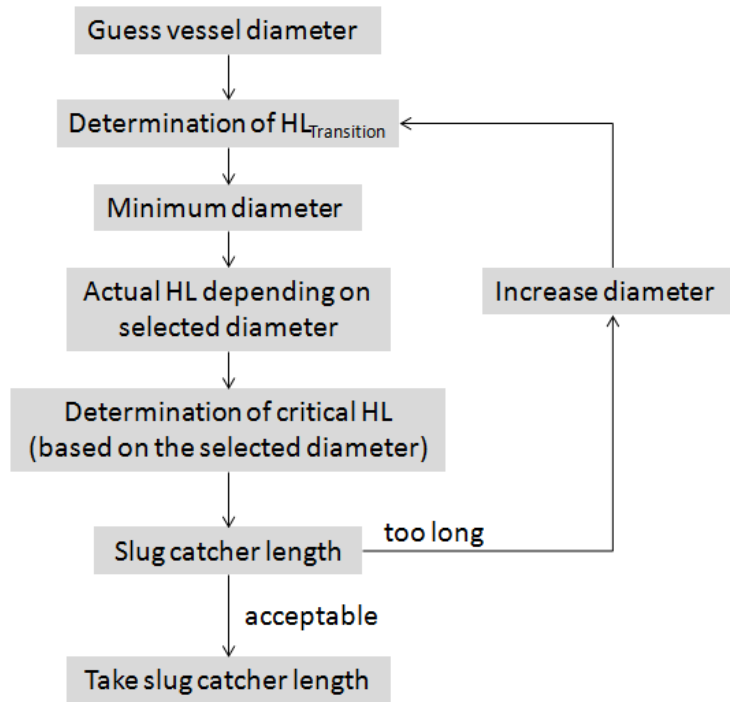 Guess vessel diameter
Determination of HLTransition
Minimum diameter
Actual HL depending on
selected diameter
Increase diameter
Determination of critical HL
(based on the selected diameter)
Slug catcher length
too long
acceptable
Take slug catcher length